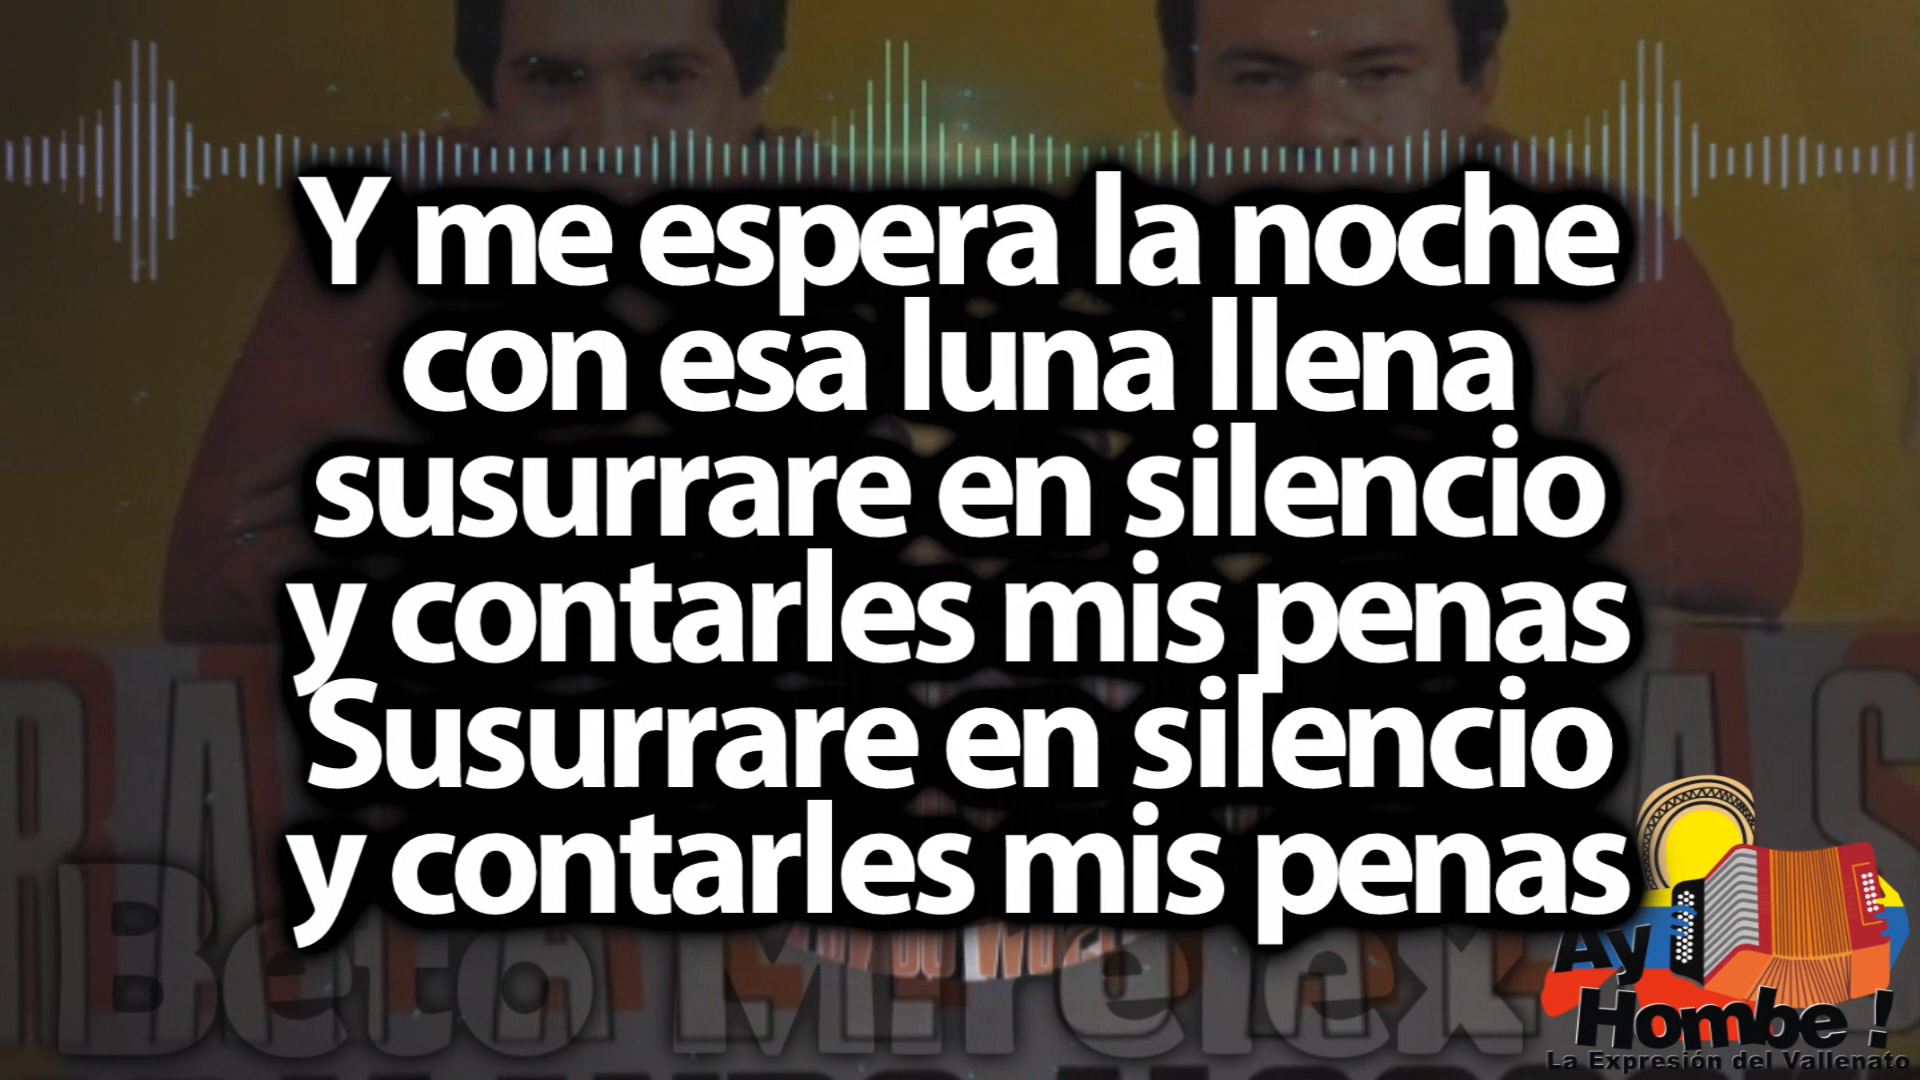 Y me espera la noche
con esa luna llena
susurrare en silencio
y contarles mis penas
Susurrare en silencio
y contarles mis penas
Ay
Hombe !
La Expresión del Vallenato